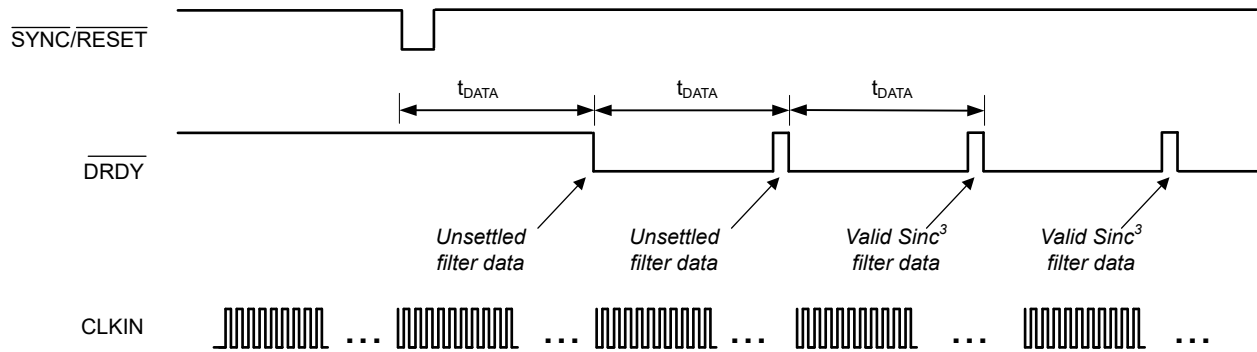 SYNC/RESET
tDATA tDATA tDATA
DRDY
Unsettled
filter data
Unsettled
filter data
Valid Sinc³
filter data
Valid Sinc³
filter data
CLKIN ... ... ... ... ...